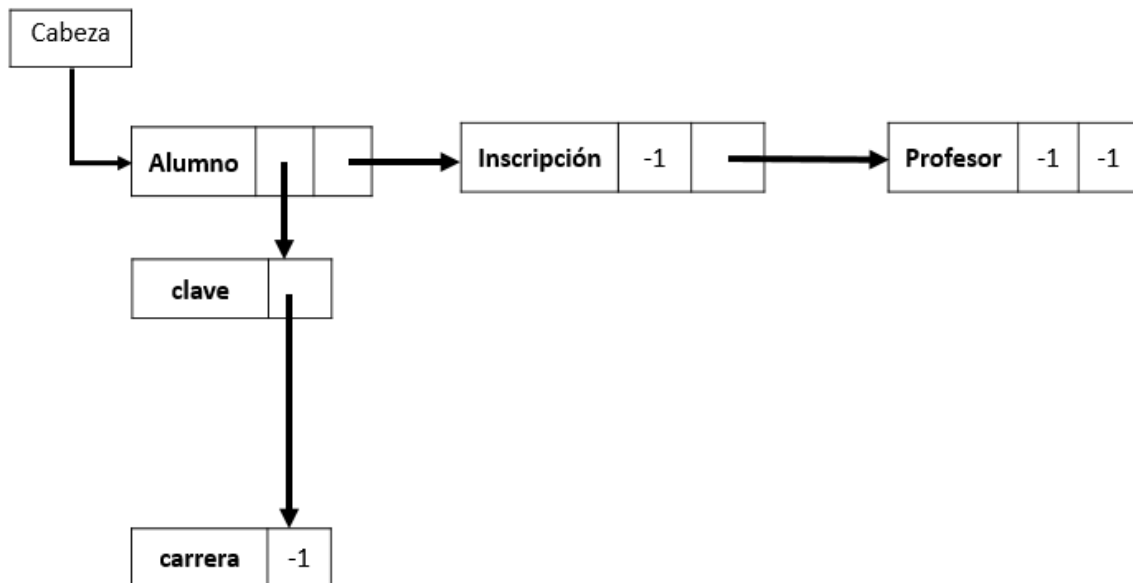 Cabeza
Alumno
Inscripción -1
Profesor -1 -1
clave
carrera -1